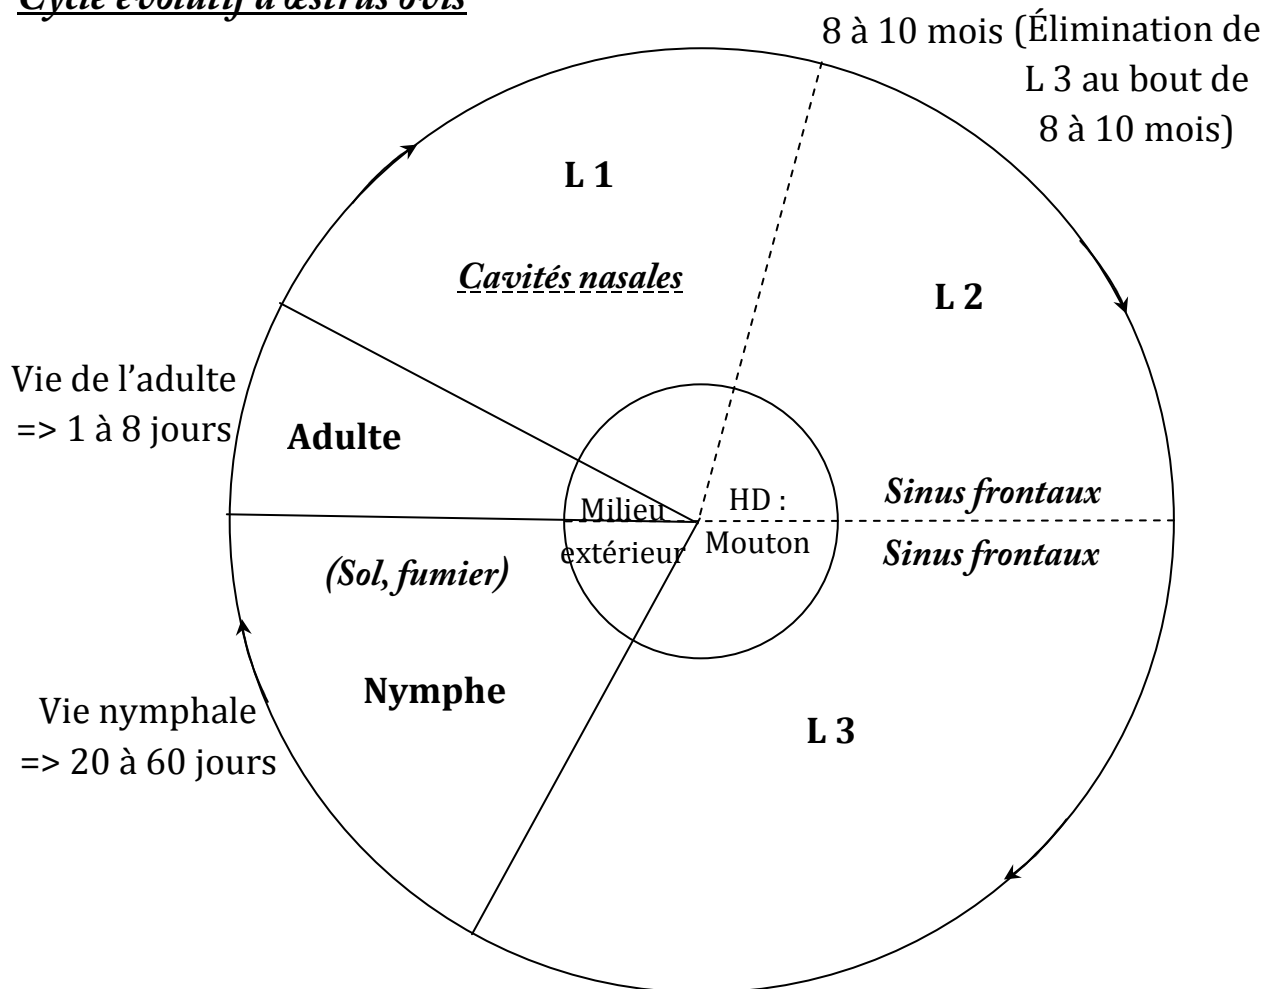 Cycle évolutif d'œstrus ovis
8 à 10 mois (Élimination de
L 3 au bout de
8 à 10 mois)
L 1
Cavités nasales
L 2
Vie de l’adulte
=> 1 à 8 jours
Adulte
Milieu
extérieur
HD :
Mouton
Sinus frontaux
Sinus frontaux
(Sol, fumier)
Nymphe
Vie nymphale
=> 20 à 60 jours
L 3